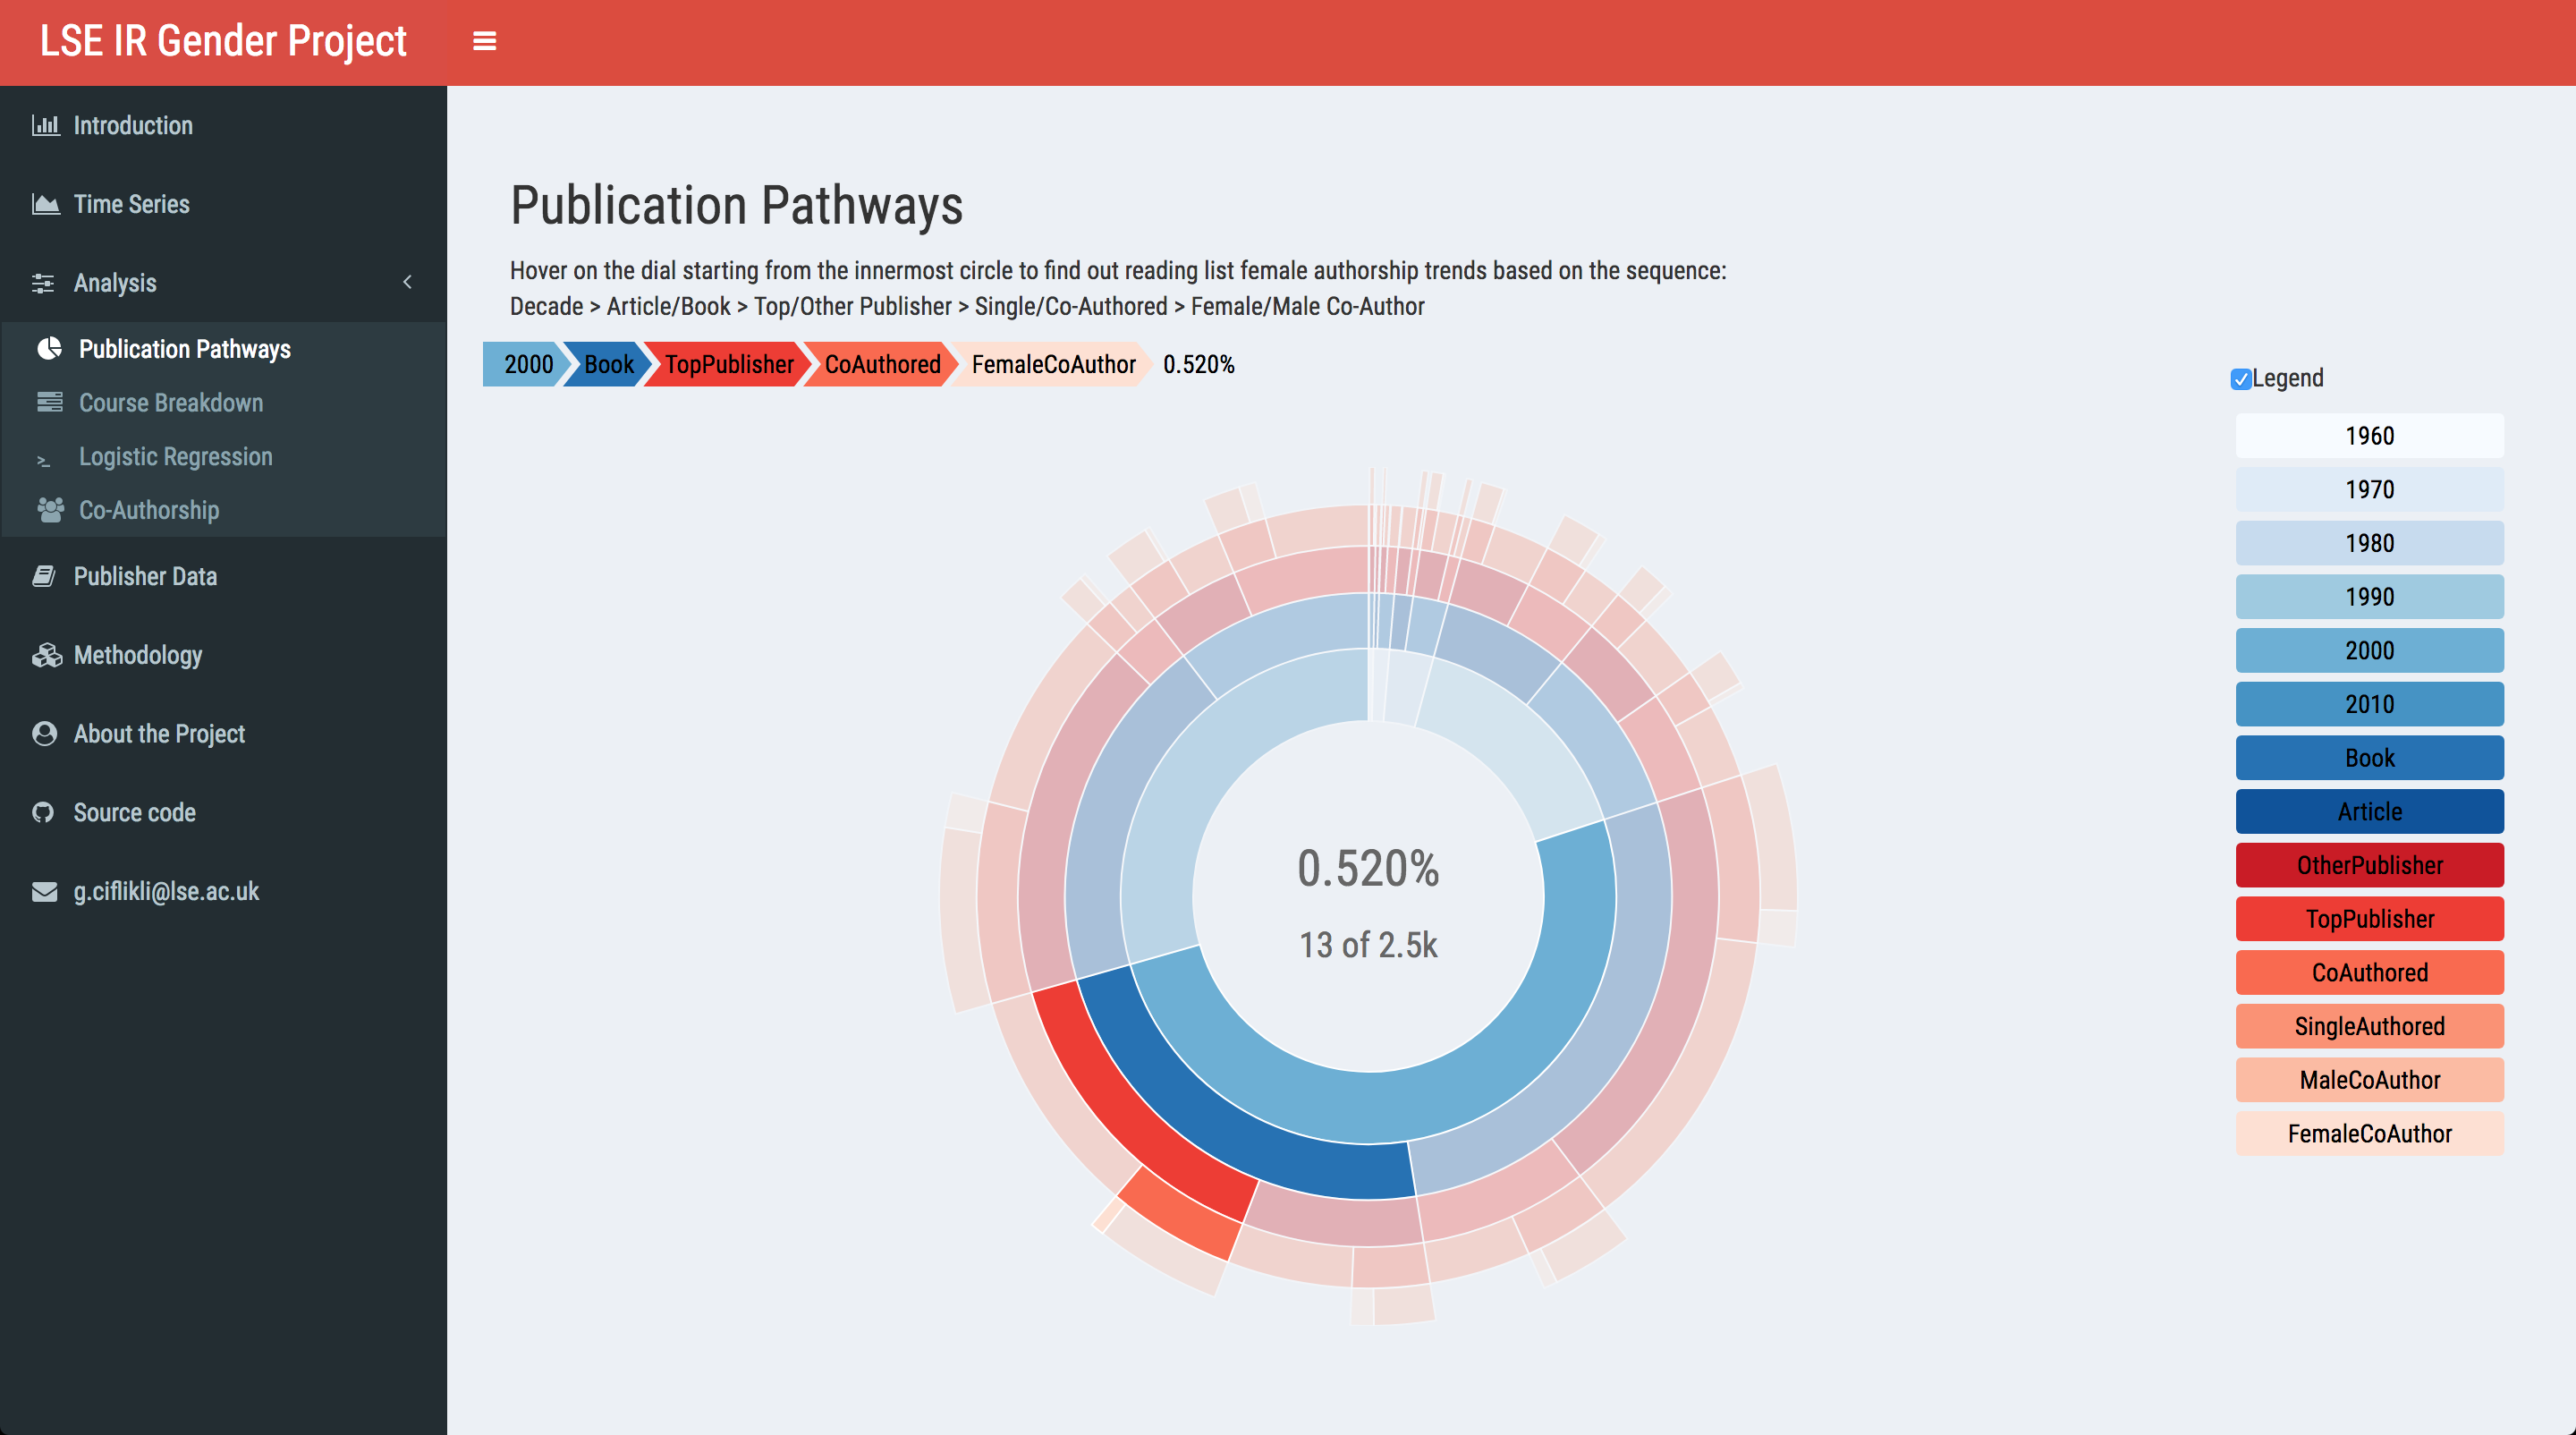 LSE IR Gender Project
Introduction
Time Series
Analysis
Publication Pathways
Course Breakdown
Logistic Regression
Co-Authorship
Publisher Data
Methodology
About the Project
Source code
g.ciflikli@lse.ac.uk
Publication Pathways
Hover on the dial starting from the innermost circle to find out reading list female authorship trends based on the sequence:
Decade > Article/Book > Top/Other Publisher > Single/Co-Authored > Female/Male Co-Author
2000 Book TopPublisher CoAuthored FemaleCoAuthor 0.520%
0.520%
13 of 2.5k
Legend
1960
1970
1980
1990
2000
2010
Book
Article
OtherPublisher
TopPublisher
CoAuthored
SingleAuthored
MaleCoAuthor
FemaleCoAuthor